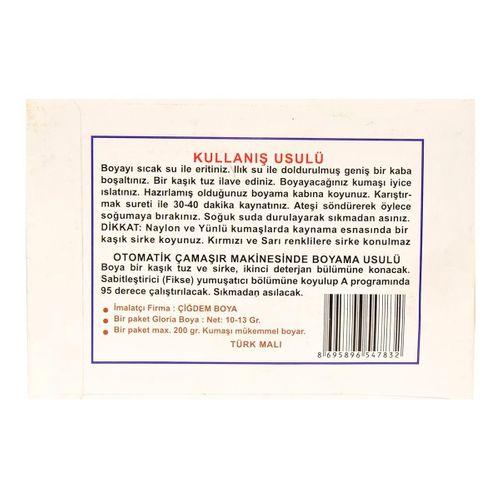 KULLANIŞ USULÜ
Boyayı sıcak su ile eritiniz. Ilık su ile doldurulmuş geniş bir kaba
boşaltınız. Bir kaşık tuz ilave ediniz. Boyayacağınız kumaşı iyice
ıslatınız. Hazırlamış olduğunuz boyalı kabın içine koyunuz. Karıştır-
mak sureti ile 30-40 dakika kaynatınız. Ateşi söndürerek öylece
soğumaya bırakınız. Soğuk suda durulayarak sıkmadan asınız.
DİKKAT: Naylon ve Yünlü kumaşlarda kaynama esnasında bir
kaşık sirke koyunuz. Kırmızı ve Sarı renklilere sirke konulmaz
OTOMATİK ÇAMAŞIR MAKİNESİNDE BOYAMA USULÜ
Boya bir kaşık tuz ve sirke, ikinci deterjan bülümüne konacak.
Sabitleştirici (Fikse) yumuşatıcı bölümüne koyulup A programında
95 derece çalıştırılacak. Sıkmadan asılacak.
İmalatçı Firma : ÇİĞDEM BOYA
Bir paket Gloria Boya : Net: 10-13 Gr.
Bir paket max. 200 gr. Kumaşı mükemmel boyar.
TÜRK MALI
8 695896 547832